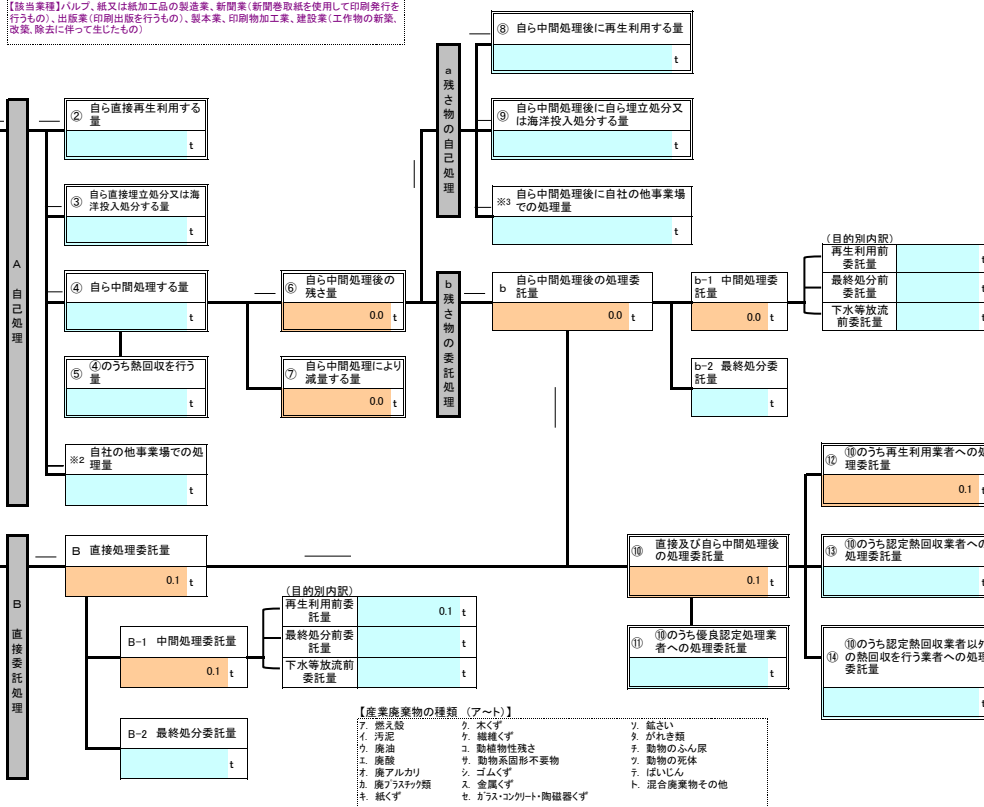 【該当業種】パルプ、紙又は紙加工品の製造業、新聞業(新聞巻取紙を使用して印刷発行を
行うもの)、出版業(印刷出版を行うもの)、製本業、印刷物加工業、建設業(工作物の新築、
改築、除去に伴って生じたもの)
a 残さ物の自己処理
⑧ 自ら中間処理後に再生利用する量
t
⑨ 自ら中間処理後に自ら埋立処分又
は海洋投入処分する量
t
※3 自ら中間処理後に自社の他事業場
での処理量
t
A 自己処理
② 自ら直接再生利用する
量
t
③ 自ら直接埋立処分又は海
洋投入処分する量
t
④ 自ら中間処理する量
t
⑤ ④のうち熱回収を行う
量
t
※2 自社の他事業場での処
理量
t
⑥ 自ら中間処理後の
残さ量
0.0 t
⑦ 自ら中間処理により
減量する量
0.0 t
b 残さ物の委託処理
b 自ら中間処理後の処理委
託量
0.0 t
b-1 中間処理委
託量
0.0 t
b-2 最終処分委
託量
t
(目的別内訳)
再生利用前
委託量
t
最終処分前
委託量
t
下水等放流
前委託量
t
B 直接委託処理
B 直接処理委託量
0.1 t
B-1 中間処理委託量
0.1 t
B-2 最終処分委託量
t
(目的別内訳)
再生利用前委
託量
0.1 t
最終処分前委
託量
t
下水等放流前
委託量
t
⑩ 直接及び自ら中間処理後
の処理委託量
0.1 t
⑪ ⑩のうち優良認定処理業
者への処理委託量
t
⑫ ⑩のうち再生利用業者への処
理委託量
0.1 t
⑬ ⑩のうち認定熱回収業者への
処理委託量
t
⑭ ⑩のうち認定熱回収業者以外
の熱回収を行う業者への処理
委託量
t
【産業廃棄物の種類 (ア~ト)】
ア. 燃え殻
イ. 汚泥
ウ. 廃油
エ. 廃酸
オ. 廃アルカリ
カ. 廃プラスチック類
キ. 紙くず
ク. 木くず
ケ. 繊維くず
コ. 動植物性残さ
サ. 動物系固形不要物
シ. ゴムくず
ス. 金属くず
セ. ガラス・コンクリート・陶磁器くず
ソ. 鉱さい
タ. がれき類
チ. 動物のふん尿
ツ. 動物の死体
テ. ばいじん
ト. 混合廃棄物その他